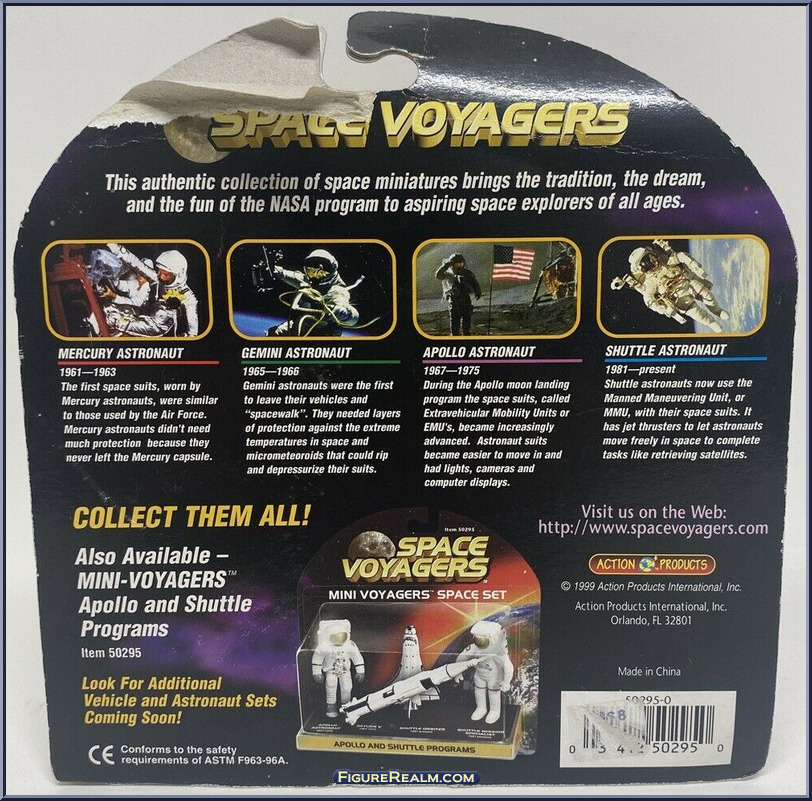 SPACE VOYAGERS
This authentic collection of space miniatures brings the tradition, the dream,
and the fun of the NASA program to aspiring space explorers of all ages.
MERCURY ASTRONAUT
1961—1963
The first space suits, worn by
Mercury astronauts, were similar
to those used by the Air Force.
Mercury astronauts didn't need
much protection because they
never left the Mercury capsule.
GEMINI ASTRONAUT
1965—1966
Gemini astronauts were the first
to leave their vehicles and
"spacewalk". They needed layers
of protection against the extreme
temperatures in space and
micrometeoroids that could rip
and depressurize their suits.
APOLLO ASTRONAUT
1967—1975
During the Apollo moon landing
program the space suits, called
Extravehicular Mobility Units or
EMU's, became increasingly
advanced. Astronaut suits
became easier to move in and
had lights, cameras and
computer displays.
SHUTTLE ASTRONAUT
1981—present
Shuttle astronauts now use the
Manned Maneuvering Unit, or
MMU, with their space suits. It
has jet thrusters to let astronauts
move freely in space to complete
tasks like retrieving satellites.
COLLECT THEM ALL!
Also Available –
MINI-VOYAGERS™
Apollo and Shuttle
Programs
Item 50295
Look For Additional
Vehicle and Astronaut Sets
Coming Soon!
CE Conforms to the safety
requirements of ASTM F963-96A.
Item 50295
SPACE
VOYAGERS
MINI VOYAGERS™ SPACE SET
APOLLO
ASTRONAUT
SATURN V
SHUTTLE ORBITER
SHUTTLE MISSION
SPECIALIST
APOLLO AND SHUTTLE PROGRAMS
Visit us on the Web:
http://www.spacevoyagers.com
ACTION PRODUCTS
© 1999 Action Products International, Inc.
Action Products International, Inc.
Orlando, FL 32801
Made in China
50295-0
50295 0
FigureRealm.com